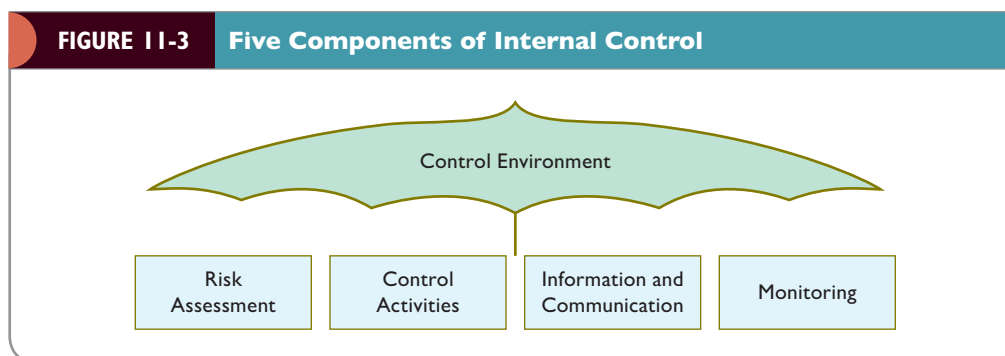 FIGURE 11-3 Five Components of Internal Control
Control Environment
Risk
Assessment
Control
Activities
Information and
Communication
Monitoring